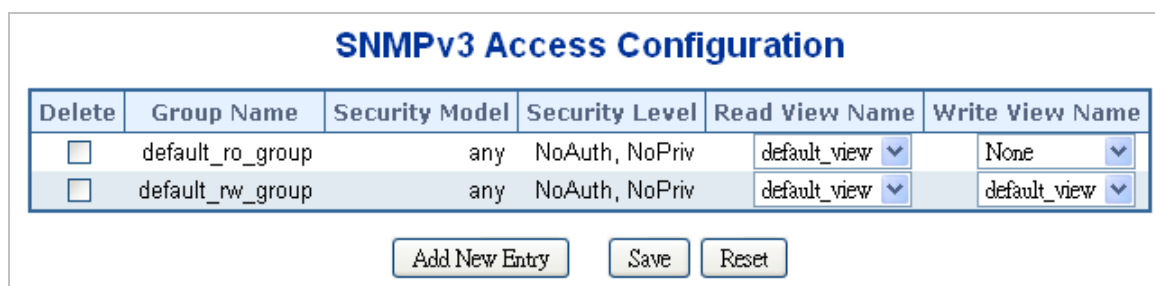 SNMPv3 Access Configuration
Delete Group Name Security Model Security Level Read View Name Write View Name
default_ro_group any NoAuth, NoPriv default_view None
default_rw_group any NoAuth, NoPriv default_view default_view
Add New Entry Save Reset